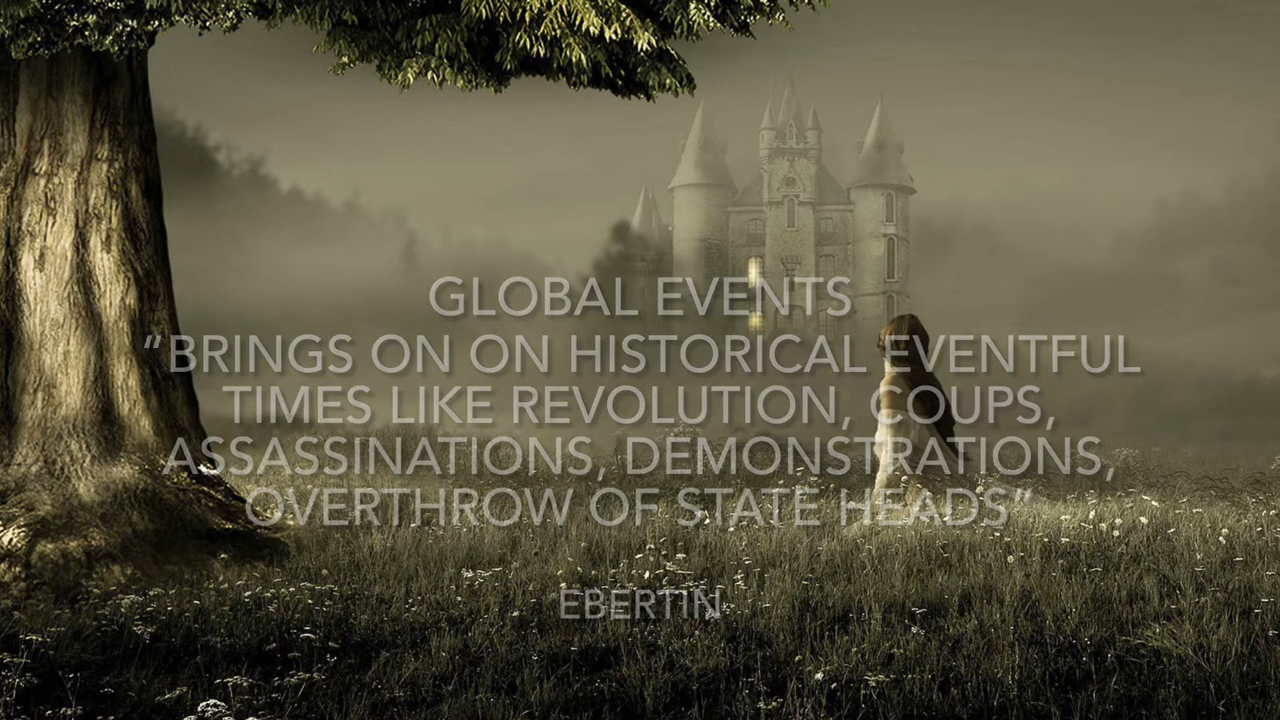 GLOBAL EVENTS
“BRINGS ON ON HISTORICAL EVENTFUL
TIMES LIKE REVOLUTION, COUPS,
ASSASSINATIONS, DEMONSTRATIONS,
OVERTHROW OF STATE HEADS”
EBERTIN